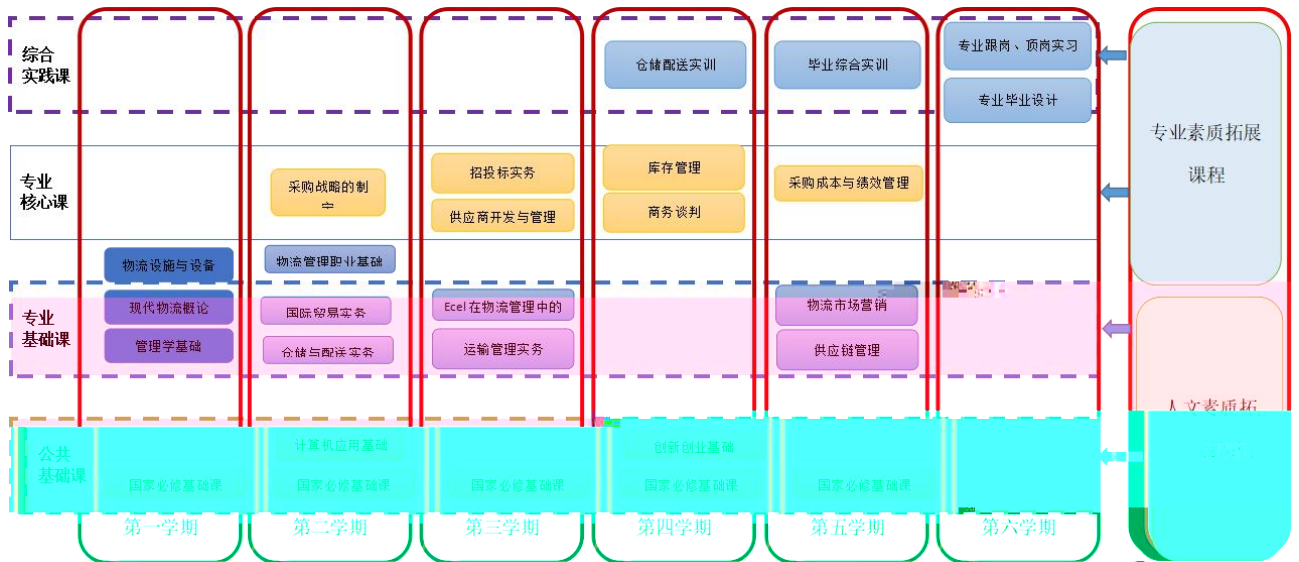 综合
实践课
仓储配送实训
毕业综合实训
专业跟岗、顶岗实习
专业毕业设计
专业素质拓展
课程
专业
核心课
采购战略的制
招投标实务
供应商开发与管理
库存管理
商务谈判
采购成本与绩效管理
物流设施与设备
物流管理职业基础
专业
基础课
现代物流概论
管理学基础
国际贸易实务
仓储与配送实务
Ecel在物流管理中的
运输管理实务
物流市场营销
供应链管理
人文素质拓
公共
基础课
计算机应用基础
创新创业基础
国家必修基础课
国家必修基础课
国家必修基础课
国家必修基础课
国家必修基础课
第一学期
第二学期
第三学期
第四学期
第五学期
第六学期